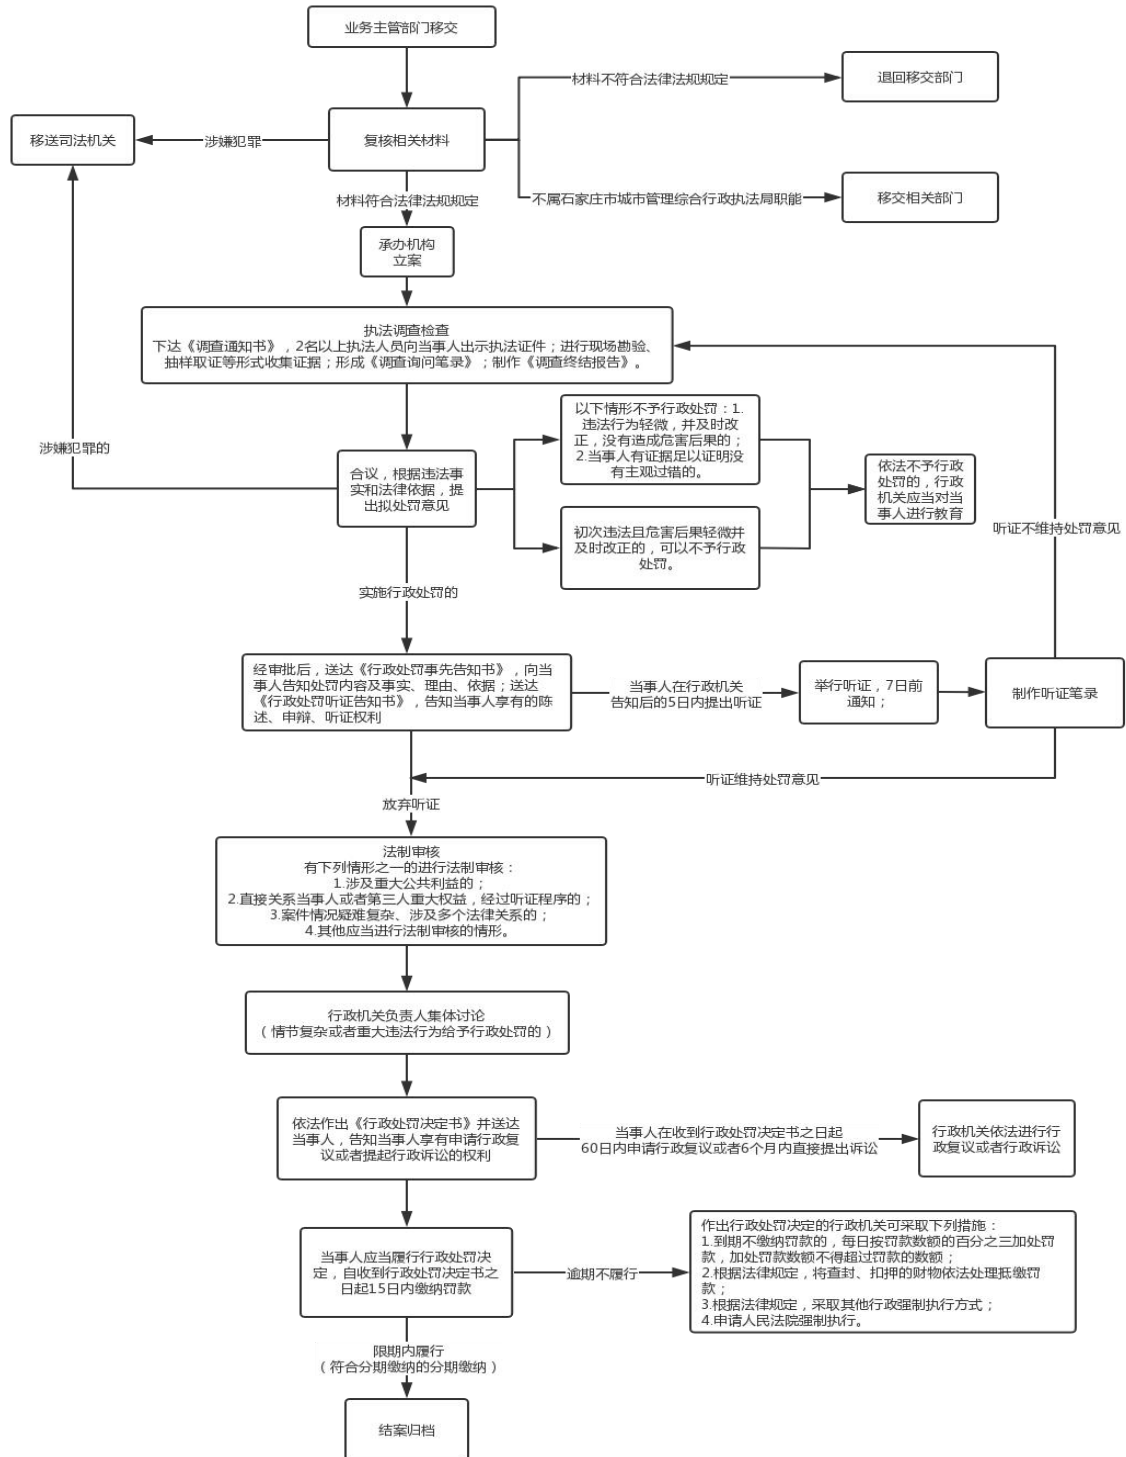 业务主管部门移交
材料不符合法律法规规定
退回移交部门
移送司法机关
涉嫌犯罪
复核相关材料
材料符合法律法规规定
不属石家庄市城市管理综合行政执法局职能
移交相关部门
承办机构
立案
执法调查检查
下达《调查通知书》，2名以上执法人员向当事人出示执法证件；进行现场勘验、
抽样取证等形式收集证据；形成《调查询问笔录》；制作《调查终结报告》。
以下情形不予行政处罚：1.
违法行为轻微，并及时改
正，没有造成危害后果的；
2.当事人有证据足以证明没
有主观过错的。
涉嫌犯罪的
合议，根据违法事
实和法律依据，提
出拟处罚意见
依法不予行政
处罚的，行政
机关应当对当
事人进行教育
初次违法且危害后果轻微并
及时改正的，可以不予行政
处罚。
听证不维持处罚意见
实施行政处罚的
经审批后，送达《行政处罚事先告知书》，向当
事人告知处罚内容及事实、理由、依据；送达
《行政处罚听证告知书》，告知当事人享有的陈
述、申辩、听证权利
当事人在行政机关
告知后的5日内提出听证
举行听证，7日前
通知；
制作听证笔录
听证维持处罚意见
放弃听证
法制审核
有下列情形之一的进行法制审核：
1.涉及重大公共利益的；
2.直接关系当事人或者第三人重大权益，经过听证程序的；
3.案件情况疑难复杂、涉及多个法律关系的；
4.其他应当进行法制审核的情形。
行政机关负责人集体讨论
（情节复杂或者重大违法行为给予行政处罚的）
依法作出《行政处罚决定书》并送达
当事人，告知当事人享有申请行政复
议或者提起行政诉讼的权利
当事人在收到行政处罚决定书之日起
60日内申请行政复议或者6个月内直接提出诉讼
行政机关依法进行行
政复议或者行政诉讼
当事人应当履行行政处罚决
定，自收到行政处罚决定书之
日起15日内缴纳罚款
逾期不履行
作出行政处罚决定的行政机关可采取下列措施：
1.到期不缴纳罚款的，每日按罚款数额的百分之三加处罚
款，加处罚款数额不得超过罚款的数额；
2.根据法律规定，将查封、扣押的财物依法处理抵缴罚
款；
3.根据法律规定，采取其他行政强制执行方式；
4.申请人民法院强制执行。
限期内履行
（符合分期缴纳的分期缴纳）
结案归档